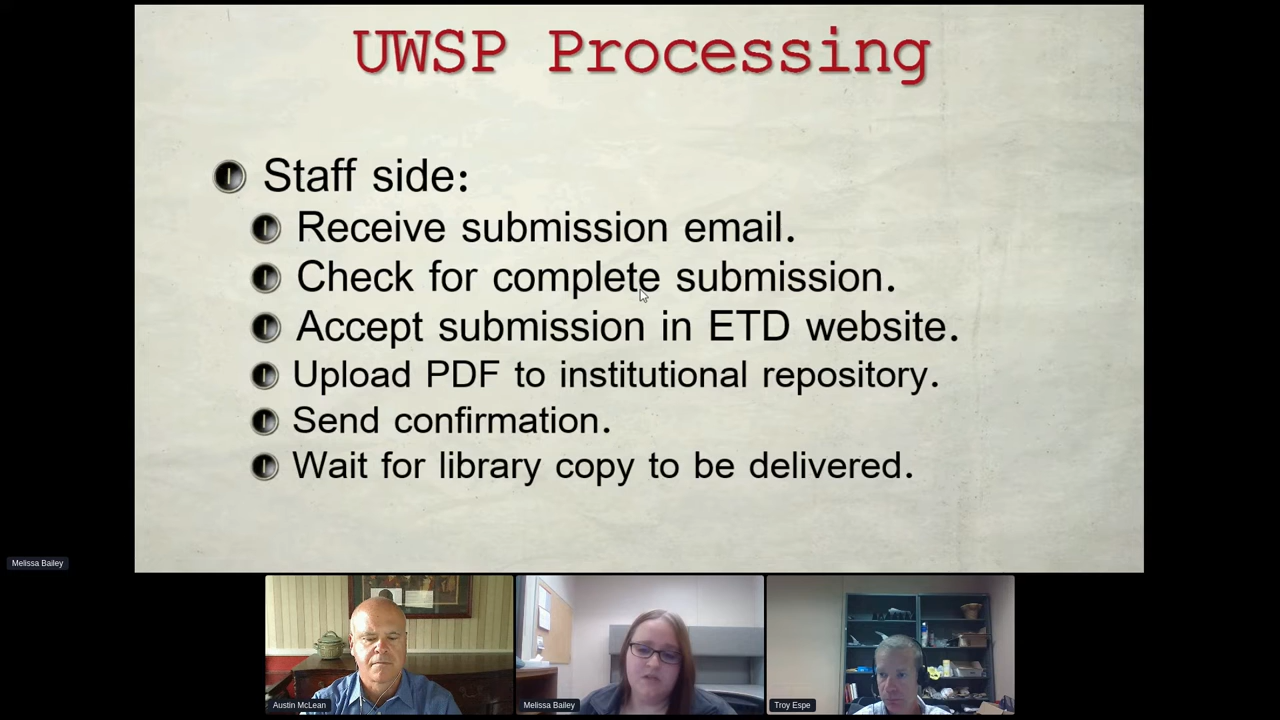 UWSP Processing
Staff side:
Receive submission email.
Check for complete submission.
Accept submission in ETD website.
Upload PDF to institutional repository.
Send confirmation.
Wait for library copy to be delivered.
Melissa Bailey
Austin McLean
Melissa Bailey
Troy Espe